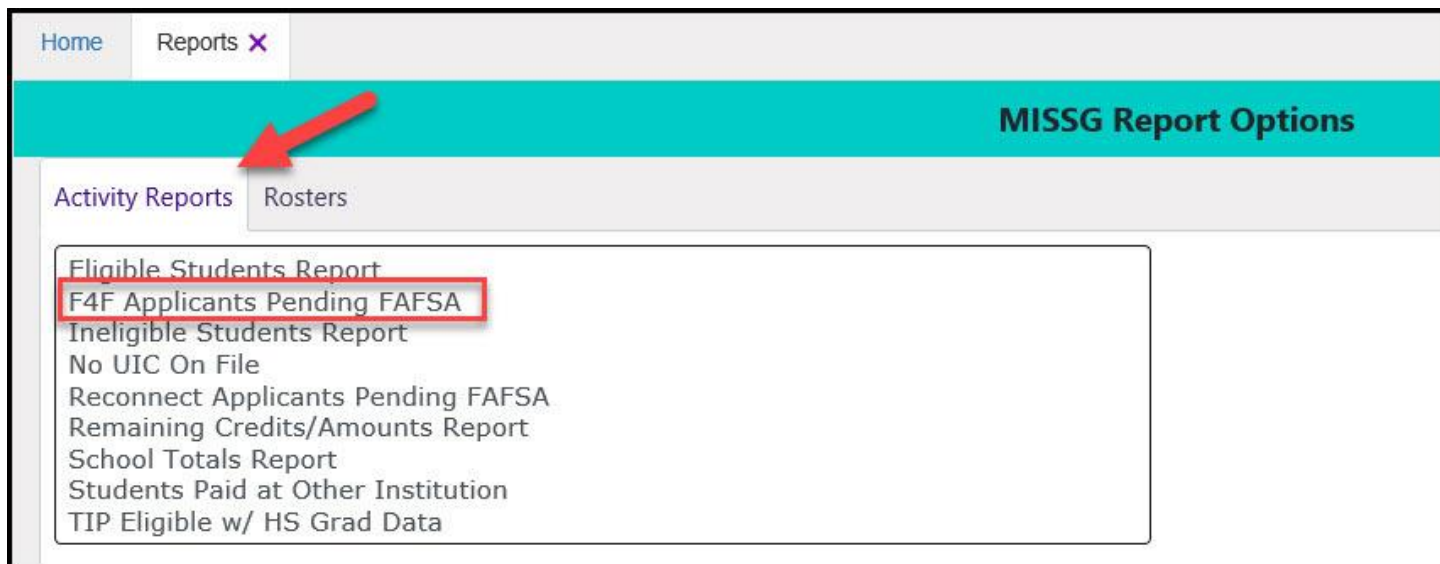 Home Reports X
MISSG Report Options
Activity Reports Rosters
Eligible Students Report
F4F Applicants Pending FAFSA
Ineligible Students Report
No UIC On File
Reconnect Applicants Pending FAFSA
Remaining Credits/Amounts Report
School Totals Report
Students Paid at Other Institution
TIP Eligible w/ HS Grad Data